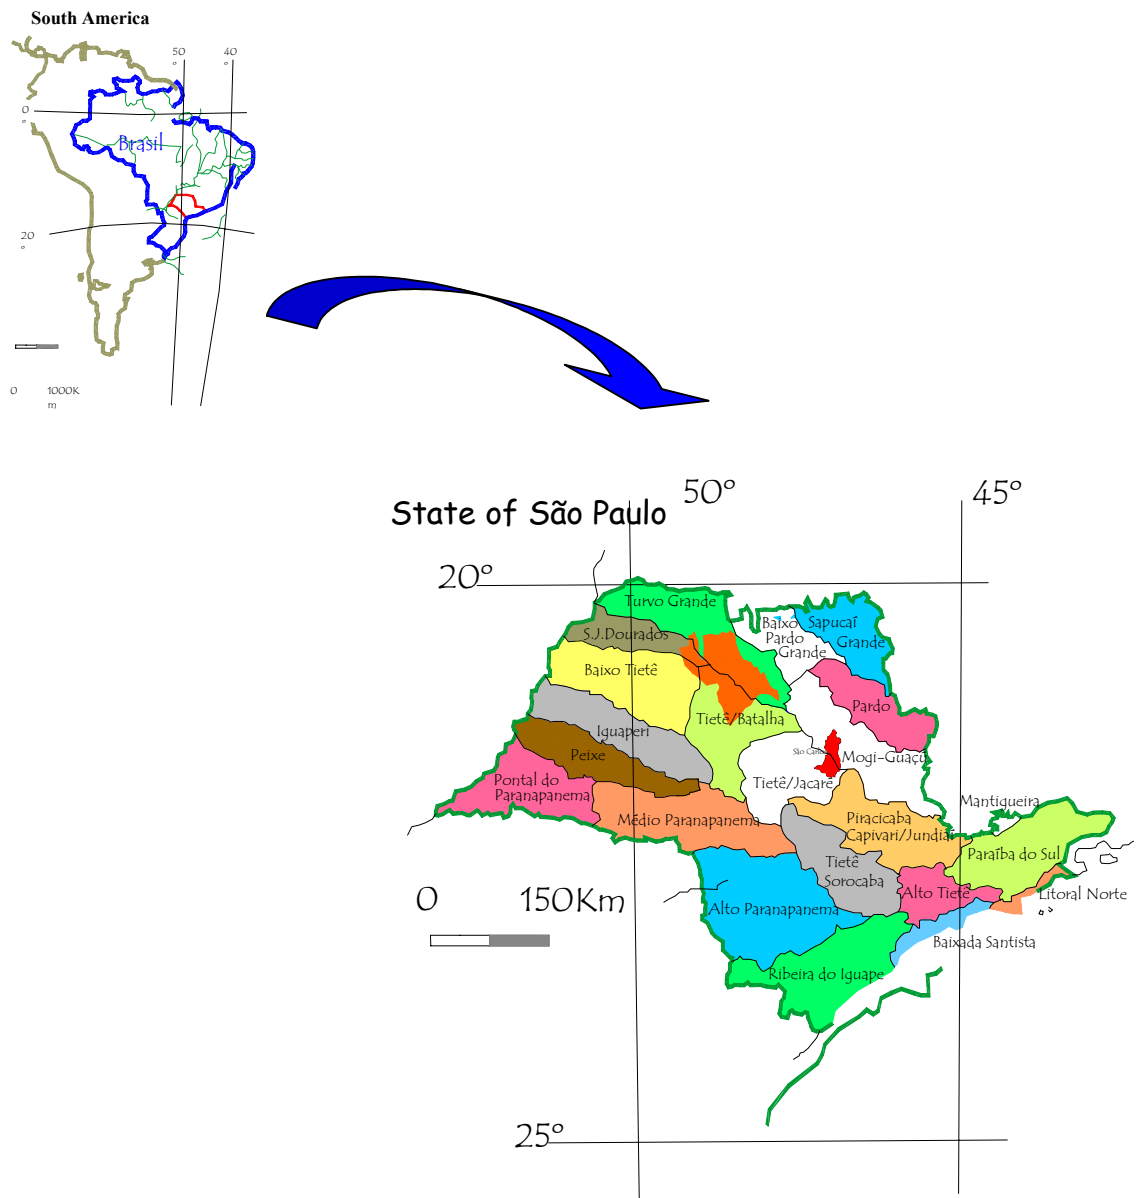 South America
50
°
40
°
0
°
Brasil
20
°
0
1000K
m
50°
45°
State of São Paulo
20°
Turvo Grande
Baixo
Pardo
Grande
Sapucaí
Grande
S.J.Dourados
Baixo Tietê
Pardo
Tietê/Batalha
Iguaperi
São Carlos
Peixe
Mogi-Guaçu
Pontal do
Paranapanema
Tietê/Jacaré
Mantiqueira
Médio Paranapanema
Piracicaba
Capivari/Jundiaí
Paraíba do Sul
Tietê
Sorocaba
Alto Tietê
Litoral Norte
0
150Km
Alto Paranapanema
Baixada Santista
Ribeira do Iguape
25°